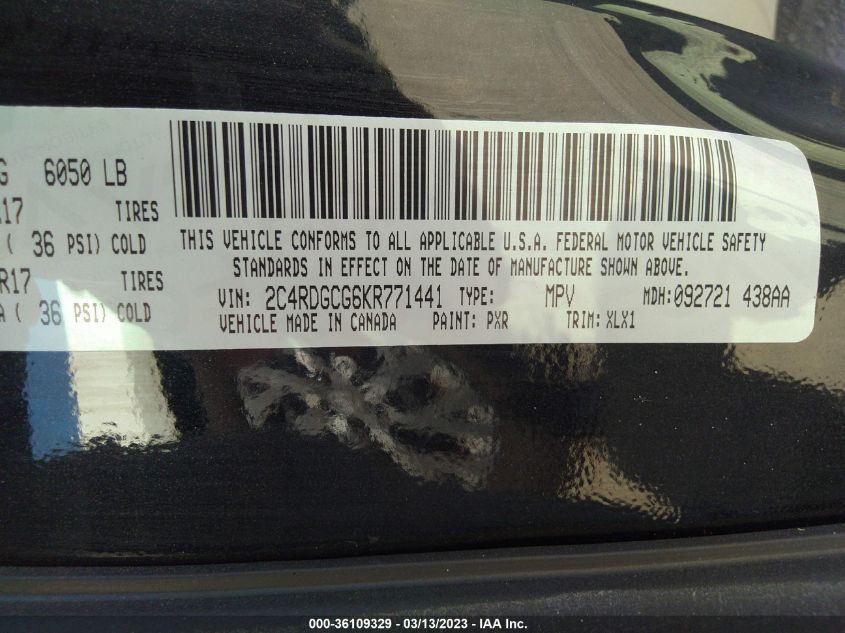 G 6050 LB
R17 TIRES
( 36 PSI) COLD
R17 TIRES
A ( 36 PSI) COLD
THIS VEHICLE CONFORMS TO ALL APPLICABLE U.S.A. FEDERAL MOTOR VEHICLE SAFETY
STANDARDS IN EFFECT ON THE DATE OF MANUFACTURE SHOWN ABOVE.
VIN: 2C4RDGCG6KR771441 TYPE: MPV MDH: 092721 438AA
VEHICLE MADE IN CANADA PAINT: PXR TRIM: XLX1
000-36109329 - 03/13/2023 - IAA Inc.